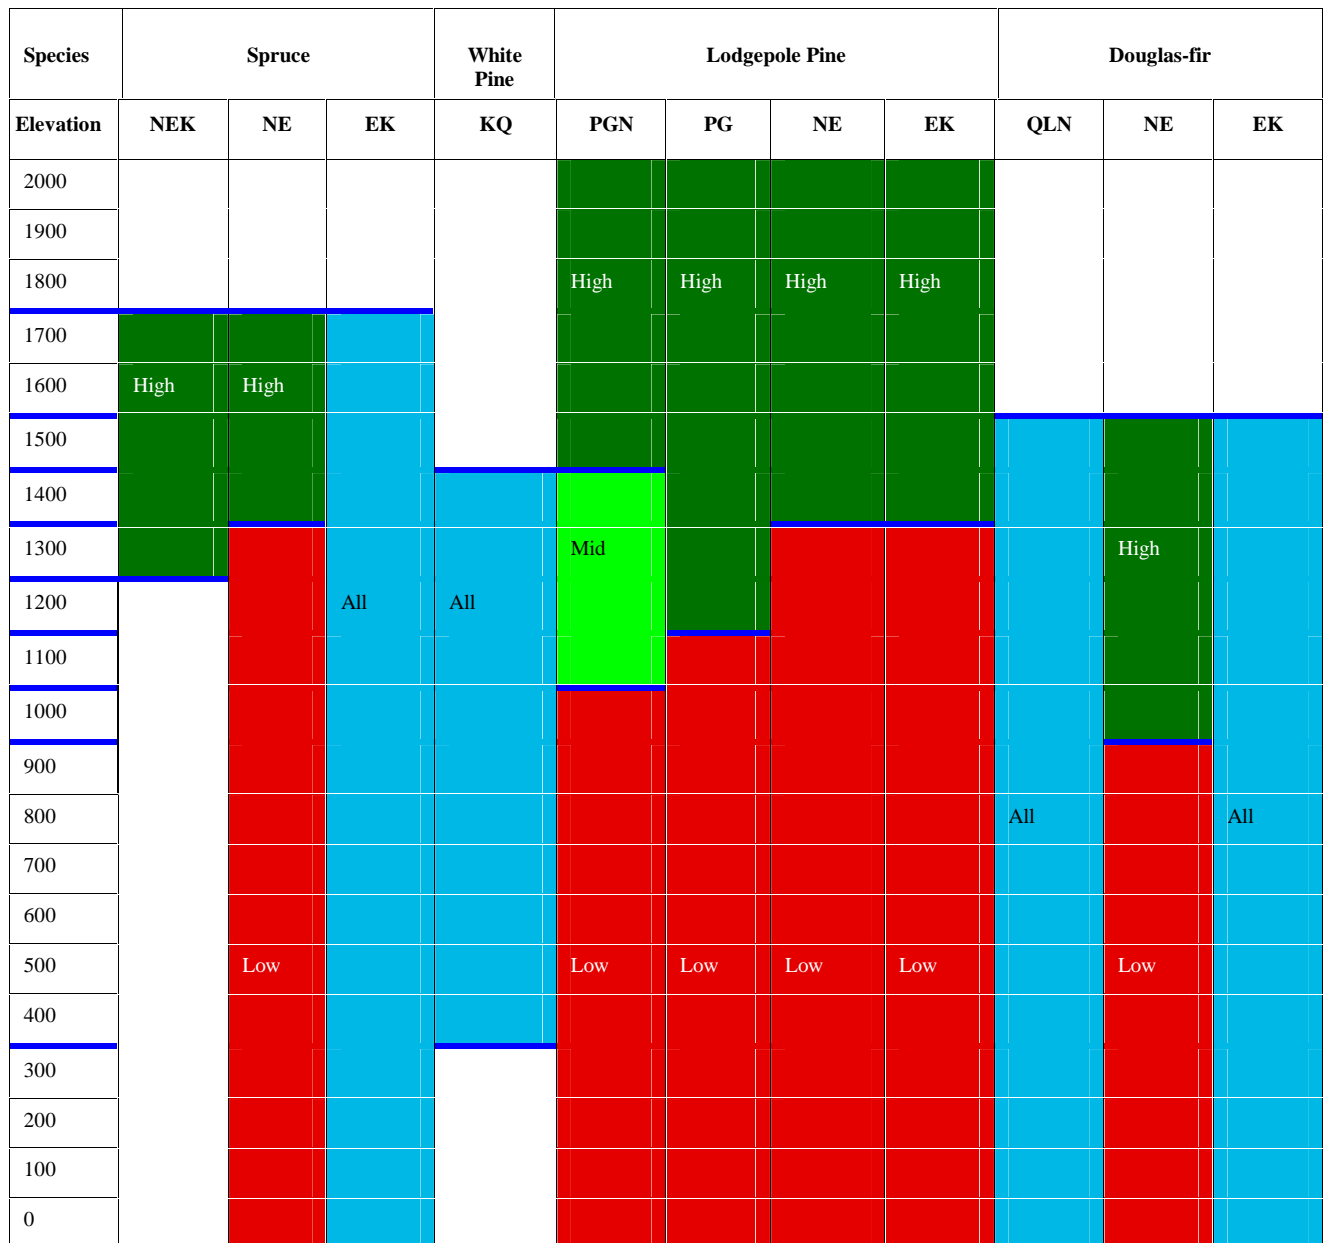 Species Spruce White Pine Lodgepole Pine Douglas-fir
Elevation NEK NE EK KQ PGN PG NE EK QLN NE EK
2000
1900
1800 High High High High
1700
1600 High High
1500
1400
1300 Mid High
1200 All All
1100
1000
900
800 All All
700
600
500 Low Low Low Low Low Low
400
300
200
100
0